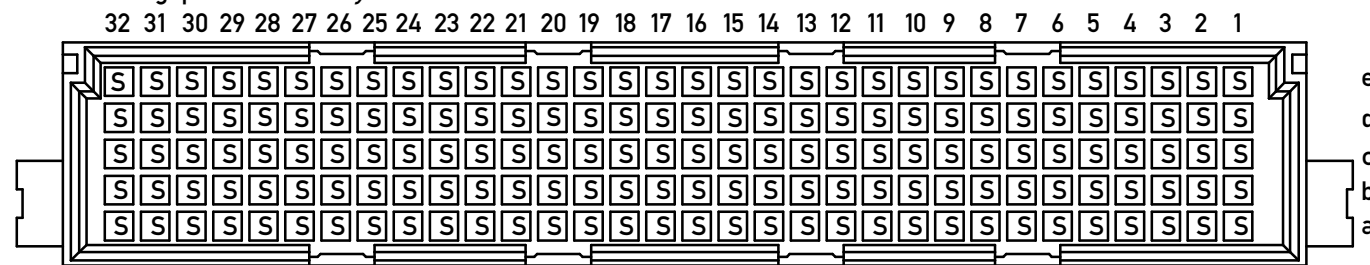 32 31 30 29 28 27 26 25 24 23 22 21 20 19 18 17 16 15 14 13 12 11 10 9 8 7 6 5 4 3 2 1
S S S S S S S S S S S S S S S S S S S S S S S S S S S S S S S S e
S S S S S S S S S S S S S S S S S S S S S S S S S S S S S S S S d
S S S S S S S S S S S S S S S S S S S S S S S S S S S S S S S S c
S S S S S S S S S S S S S S S S S S S S S S S S S S S S S S S S b
S S S S S S S S S S S S S S S S S S S S S S S S S S S S S S S S a